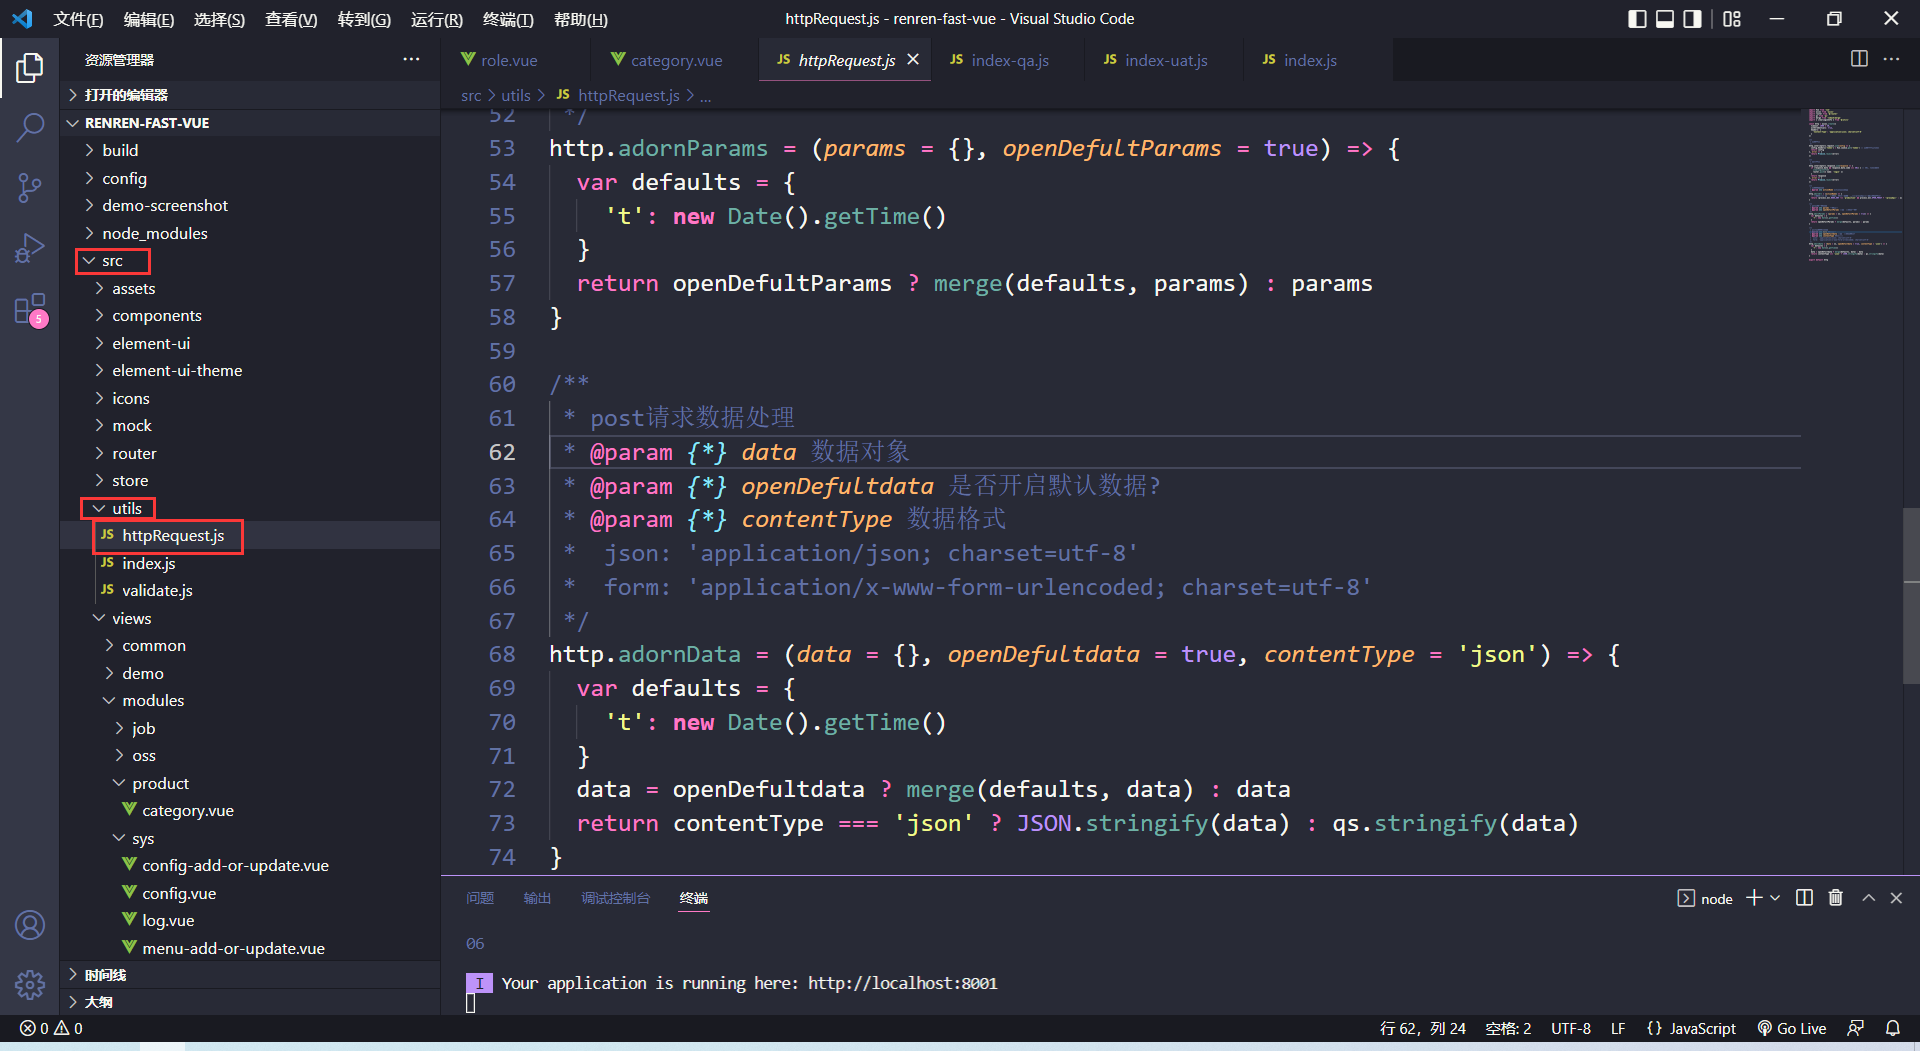 文件(F) 编辑(E) 选择(S) 查看(V) 转到(G) 运行(R) 终端(T) 帮助(H) httpRequest.js - renren-fast-vue - Visual Studio Code
资源管理器 ···
打开的编辑器
RENREN-FAST-VUE
build
config
demo-screenshot
node_modules
src
assets
components
element-ui
element-ui-theme
icons
mock
router
store
utils
JS httpRequest.js
JS index.js
JS validate.js
views
common
demo
modules
job
oss
product
category.vue
sys
config-add-or-update.vue
config.vue
log.vue
menu-add-or-update.vue
时间线
大纲
5
role.vue category.vue JS httpRequest.js JS index-qa.js JS index-uat.js JS index.js ···
src > utils > JS httpRequest.js > ...
52 */
53 http.adornParams = (params = {}, openDefultParams = true) => {
54 var defaults = {
55 't': new Date().getTime()
56 }
57 return openDefultParams ? merge(defaults, params) : params
58 }
59
60 /**
61 * post请求数据处理
62 * @param {*} data 数据对象
63 * @param {*} openDefultdata 是否开启默认数据?
64 * @param {*} contentType 数据格式
65 * json: 'application/json; charset=utf-8'
66 * form: 'application/x-www-form-urlencoded; charset=utf-8'
67 */
68 http.adornData = (data = {}, openDefultdata = true, contentType = 'json') => {
69 var defaults = {
70 't': new Date().getTime()
71 }
72 data = openDefultdata ? merge(defaults, data) : data
73 return contentType === 'json' ? JSON.stringify(data) : qs.stringify(data)
74 }
问题 输出 调试控制台 终端 node
06
I Your application is running here: http://localhost:8001
0 0 行 62, 列 24 空格: 2 UTF-8 LF {} JavaScript Go Live